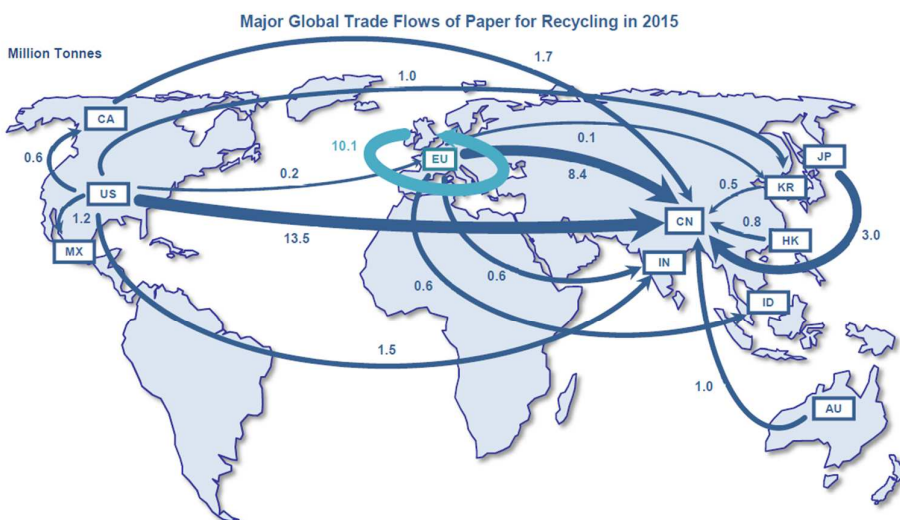 Major Global Trade Flows of Paper for Recycling in 2015
Million Tonnes
1.7
1.0
CA
0.6
10.1
EU
0.1
JP
0.2
8.4
US
KR
0.5
1.2
CN
0.8
HK
3.0
MX
13.5
IN
0.6
0.6
ID
1.5
1.0
AU